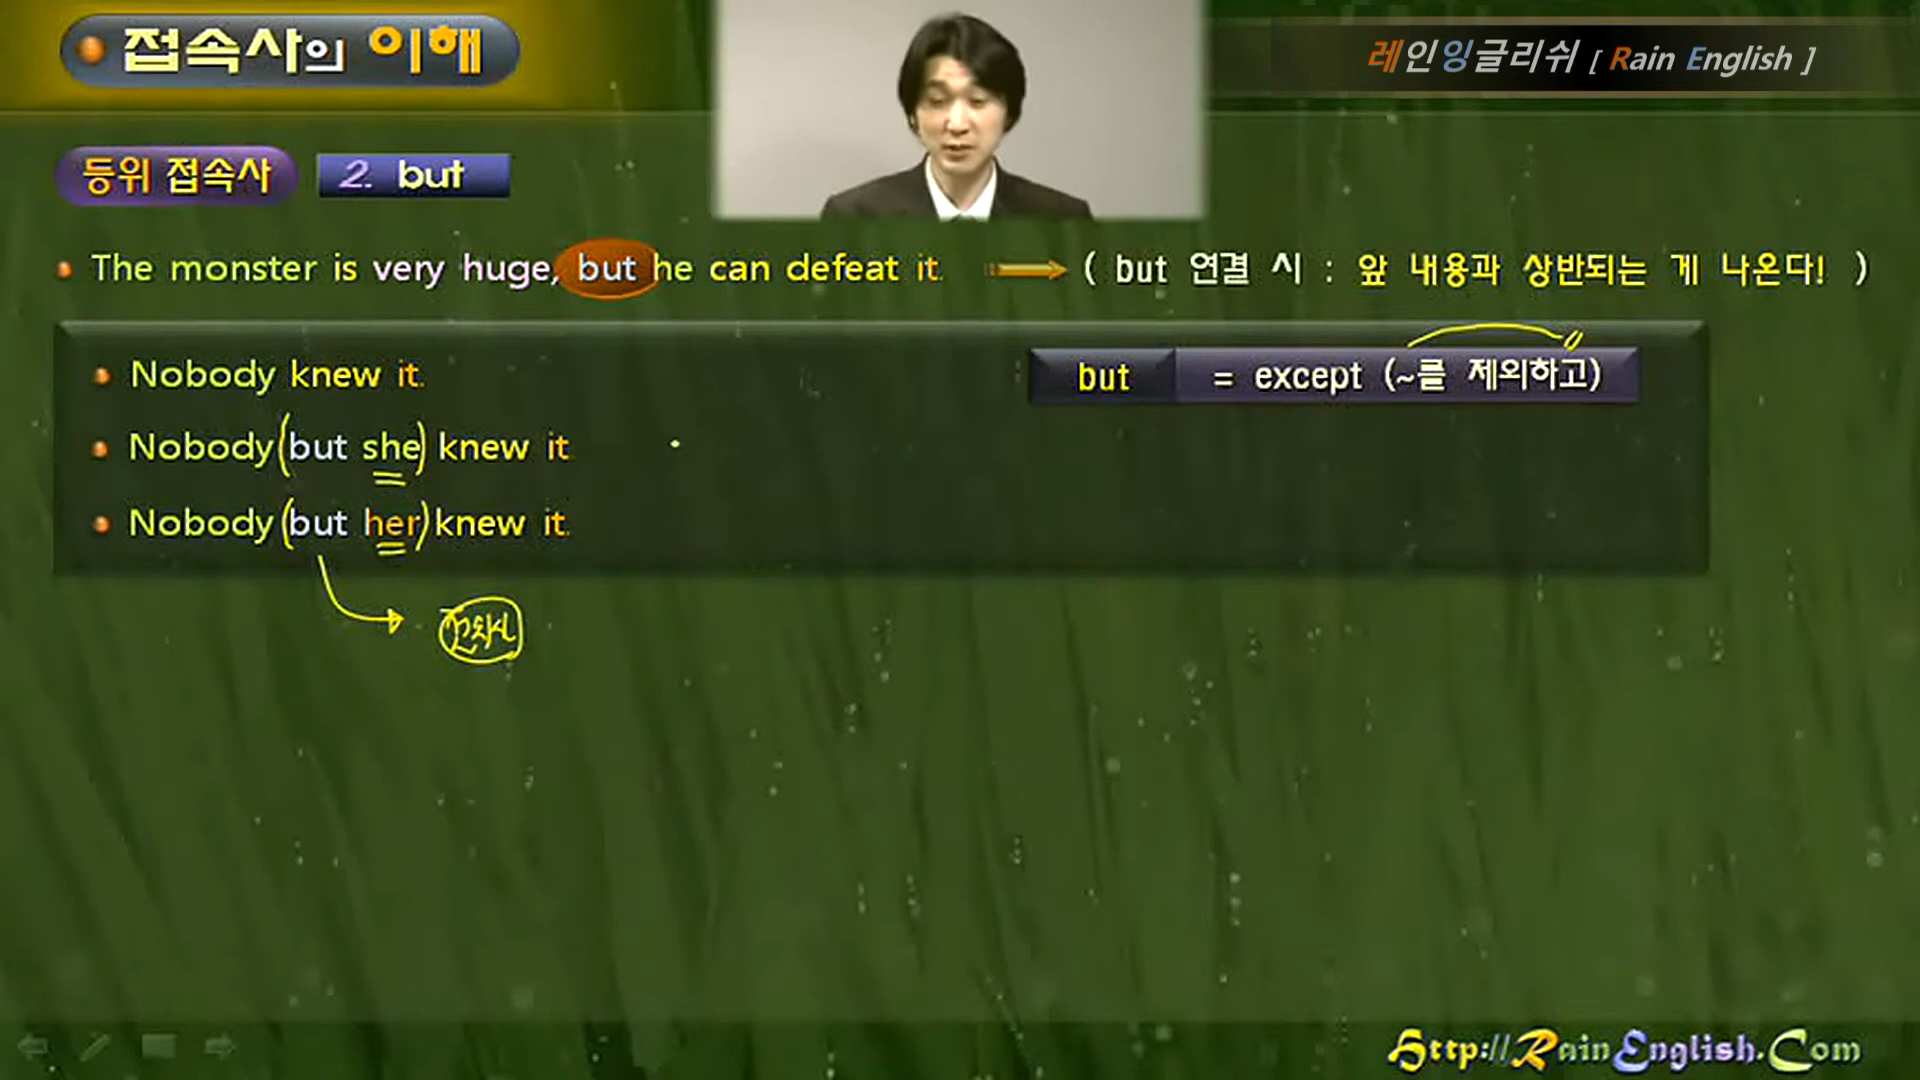 접속사의 이해
레인잉글리쉬 [ Rain English ]
등위 접속사 2. but
The monster is very huge, but he can defeat it. ( but 연결 시 : 앞 내용과 상반되는 게 나온다! )
Nobody knew it.
but = except (~를 제외하고)
Nobody (but she) knew it
Nobody (but her) knew it.
전치사
Http://RainEnglish.Com